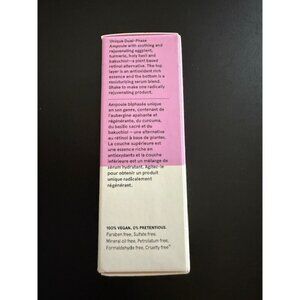 Unique Dual-Phase
Ampoule with soothing and
rejuvenating eggplant,
turmeric, holy basil and
bakuchiol—a plant based
retinol alternative. The top
layer is an antioxidant rich
essence and the bottom is a
moisturizing serum blend.
Shake to make one radically
rejuvenating product.
Ampoule biphasée unique
en son genre, contenant de
l'aubergine apaisante et
régénérante, du curcuma,
du basilic sacré et du
bakuchiol – une alternative
au rétinol à base de plantes.
La couche supérieure est
une essence riche en
antioxydants et la couche
inférieure est un mélange de
sérum hydratant. Agitez-le
pour obtenir un produit
unique radicalement
régénérant.
100% VEGAN. 0% PRETENTIOUS.
Paraben free, Sulfate free,
Mineral oil free, Petrolatum free,
Formaldehyde free, Cruelty free*